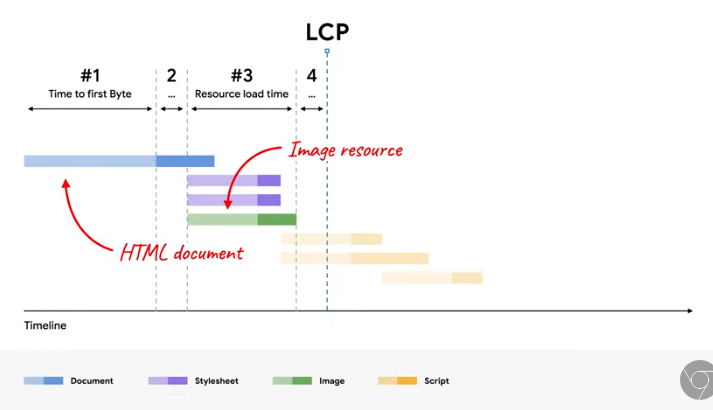 LCP
#1
Time to first Byte
2
...
#3
Resource load time
4
...
Image resource
HTML document
Timeline
Document
Stylesheet
Image
Script